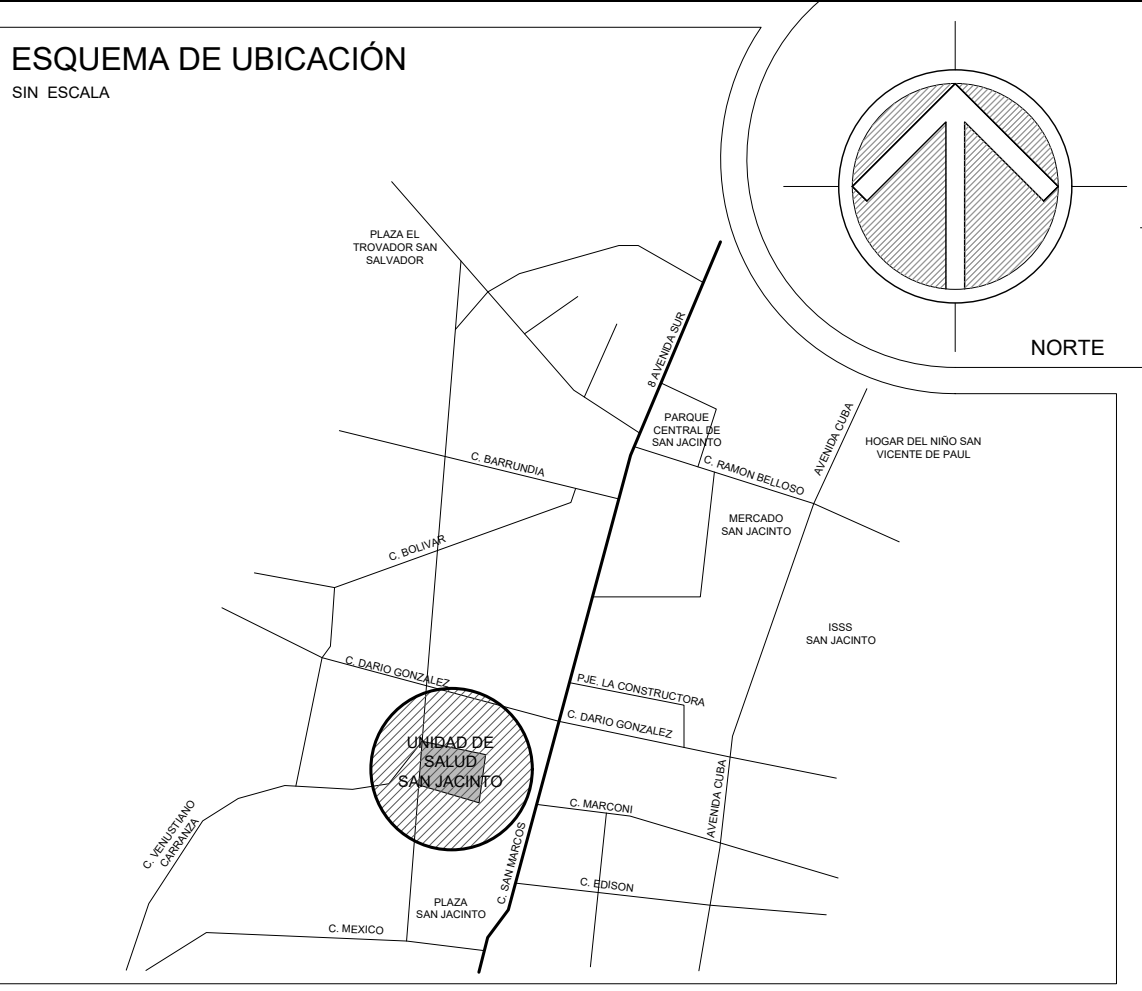 ESQUEMA DE UBICACIÓN
SIN ESCALA
NORTE
PLAZA EL
TROVADOR SAN
SALVADOR
8 AVENIDA SUR
PARQUE
CENTRAL DE
SAN JACINTO
AVENIDA CUBA
HOGAR DEL NIÑO SAN
VICENTE DE PAUL
C. BARRUNDIA
C. RAMON BELLOSO
MERCADO
SAN JACINTO
C. BOLIVAR
ISSS
SAN JACINTO
C. DARIO GONZALEZ
PJE. LA CONSTRUCTORA
C. DARIO GONZALEZ
UNIDAD DE
SALUD
SAN JACINTO
AVENIDA CUBA
C. MARCONI
C. VENUSTIANO
CARRANZA
C. SAN MARCOS
C. EDISON
PLAZA
SAN JACINTO
C. MEXICO